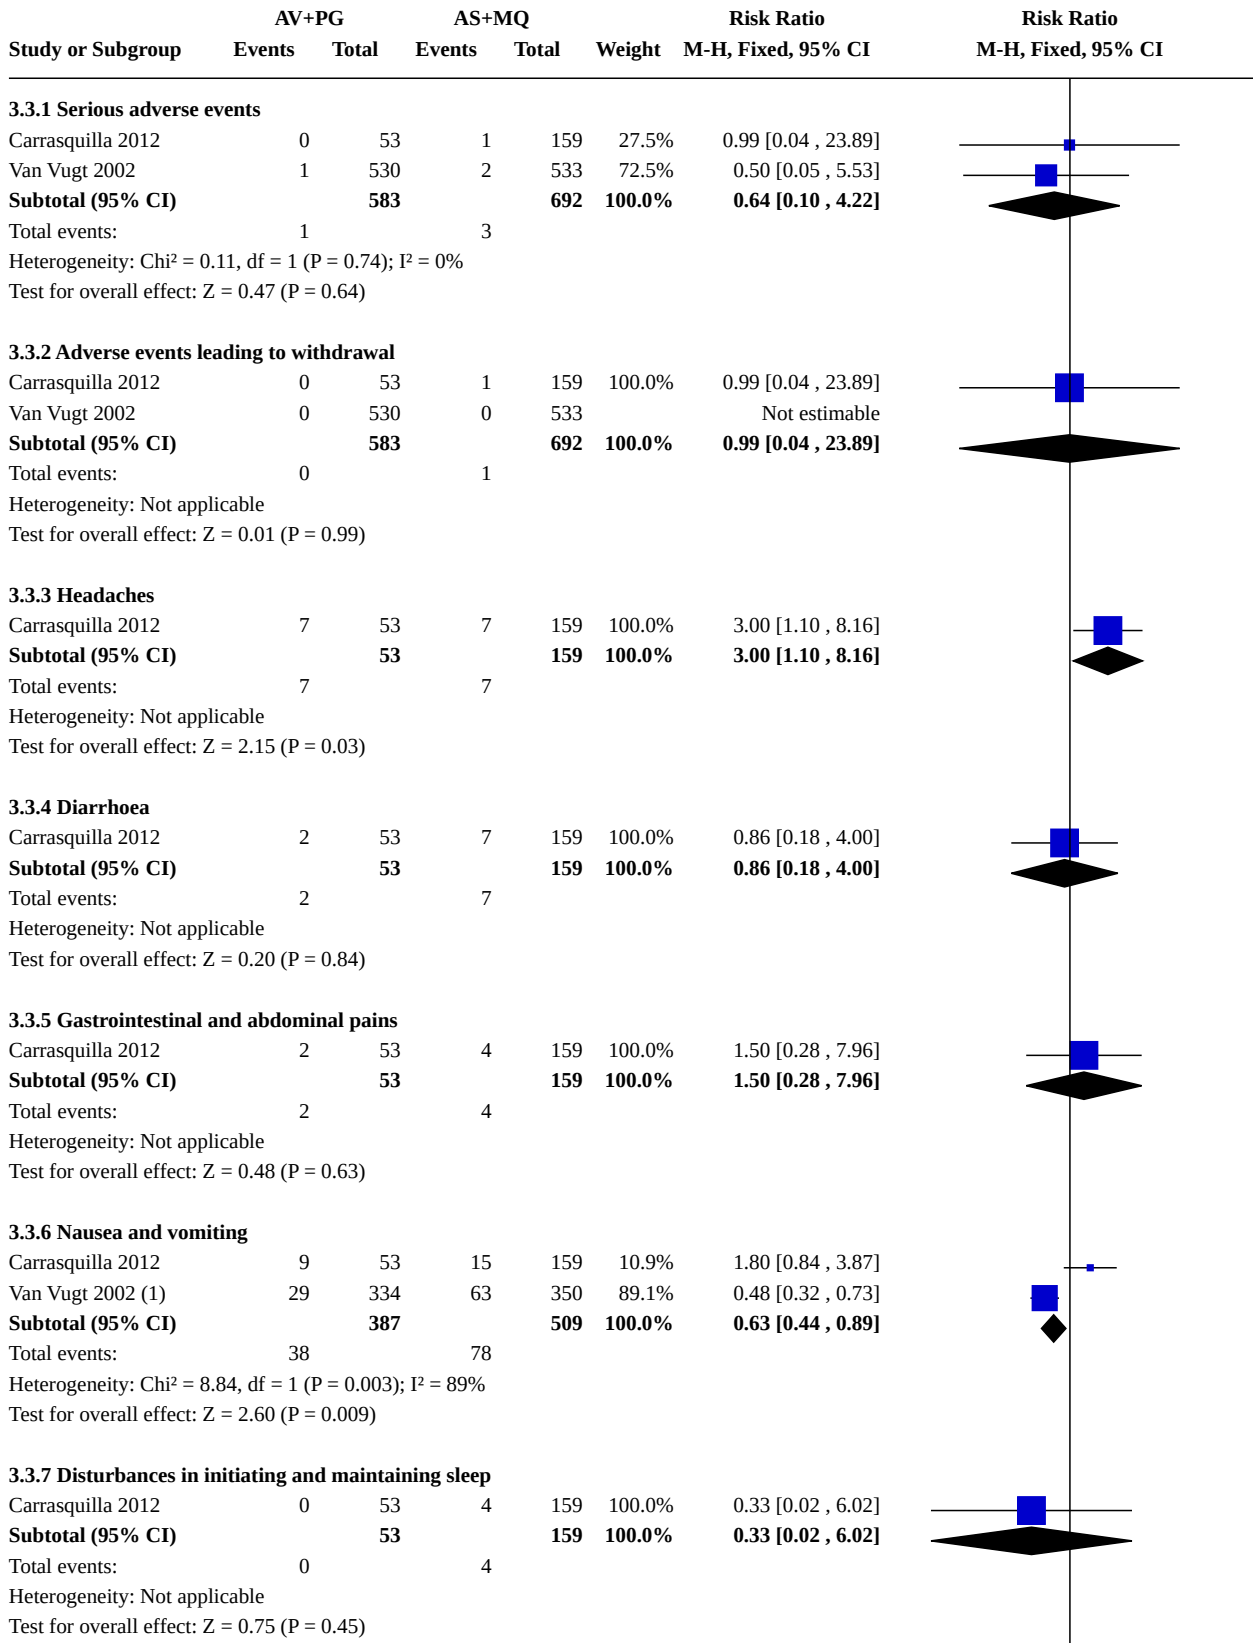 AV+PG AS+MQ Risk Ratio Risk Ratio
Study or Subgroup Events Total Events Total Weight M-H, Fixed, 95% CI M-H, Fixed, 95% CI
3.3.1 Serious adverse events
Carrasquilla 2012 0 53 1 159 27.5% 0.99 [0.04 , 23.89]
Van Vugt 2002 1 530 2 533 72.5% 0.50 [0.05 , 5.53]
Subtotal (95% CI) 583 692 100.0% 0.64 [0.10 , 4.22]
Total events: 1 3
Heterogeneity: Chi² = 0.11, df = 1 (P = 0.74); I² = 0%
Test for overall effect: Z = 0.47 (P = 0.64)
3.3.2 Adverse events leading to withdrawal
Carrasquilla 2012 0 53 1 159 100.0% 0.99 [0.04 , 23.89]
Van Vugt 2002 0 530 0 533 Not estimable
Subtotal (95% CI) 583 692 100.0% 0.99 [0.04 , 23.89]
Total events: 0 1
Heterogeneity: Not applicable
Test for overall effect: Z = 0.01 (P = 0.99)
3.3.3 Headaches
Carrasquilla 2012 7 53 7 159 100.0% 3.00 [1.10 , 8.16]
Subtotal (95% CI) 53 159 100.0% 3.00 [1.10 , 8.16]
Total events: 7 7
Heterogeneity: Not applicable
Test for overall effect: Z = 2.15 (P = 0.03)
3.3.4 Diarrhoea
Carrasquilla 2012 2 53 7 159 100.0% 0.86 [0.18 , 4.00]
Subtotal (95% CI) 53 159 100.0% 0.86 [0.18 , 4.00]
Total events: 2 7
Heterogeneity: Not applicable
Test for overall effect: Z = 0.20 (P = 0.84)
3.3.5 Gastrointestinal and abdominal pains
Carrasquilla 2012 2 53 4 159 100.0% 1.50 [0.28 , 7.96]
Subtotal (95% CI) 53 159 100.0% 1.50 [0.28 , 7.96]
Total events: 2 4
Heterogeneity: Not applicable
Test for overall effect: Z = 0.48 (P = 0.63)
3.3.6 Nausea and vomiting
Carrasquilla 2012 9 53 15 159 10.9% 1.80 [0.84 , 3.87]
Van Vugt 2002 (1) 29 334 63 350 89.1% 0.48 [0.32 , 0.73]
Subtotal (95% CI) 387 509 100.0% 0.63 [0.44 , 0.89]
Total events: 38 78
Heterogeneity: Chi² = 8.84, df = 1 (P = 0.003); I² = 89%
Test for overall effect: Z = 2.60 (P = 0.009)
3.3.7 Disturbances in initiating and maintaining sleep
Carrasquilla 2012 0 53 4 159 100.0% 0.33 [0.02 , 6.02]
Subtotal (95% CI) 53 159 100.0% 0.33 [0.02 , 6.02]
Total events: 0 4
Heterogeneity: Not applicable
Test for overall effect: Z = 0.75 (P = 0.45)